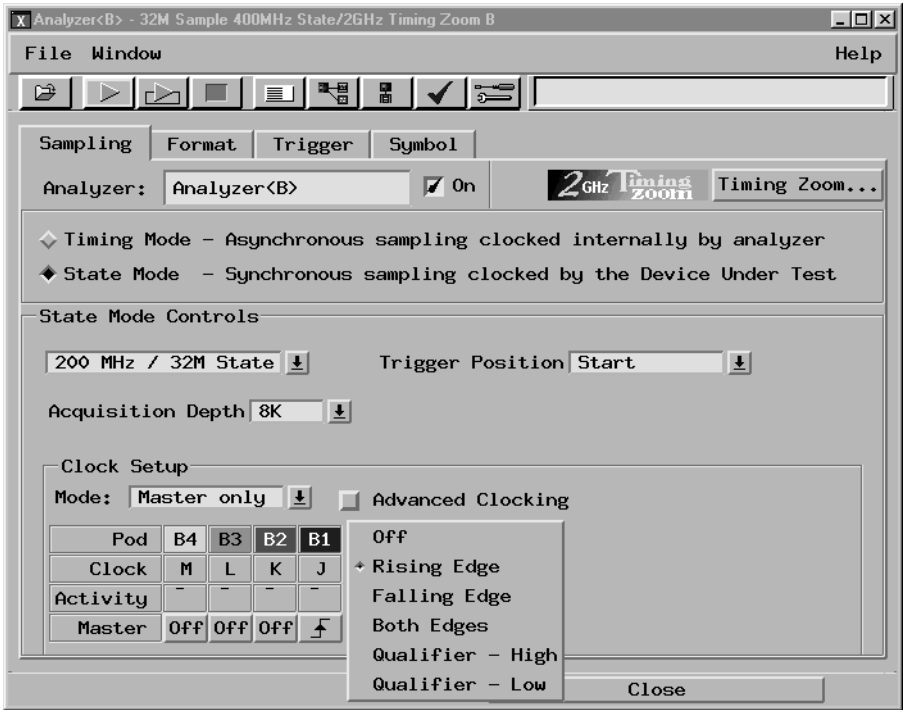 X Analyzer<B> - 32M Sample 400MHz State/2GHz Timing Zoom B
File Window Help
Sampling Format Trigger Symbol
Analyzer: Analyzer<B> On 2 GHz Timing zoom Timing Zoom...
Timing Mode - Asynchronous sampling clocked internally by analyzer
State Mode - Synchronous sampling clocked by the Device Under Test
State Mode Controls
200 MHz / 32M State Trigger Position Start
Acquisition Depth 8K
Clock Setup
Mode: Master only Advanced Clocking
Pod B4 B3 B2 B1 Off
Clock M L K J Rising Edge
Activity - - - - Falling Edge
Master Off Off Off Both Edges
Qualifier - High
Qualifier - Low
Close